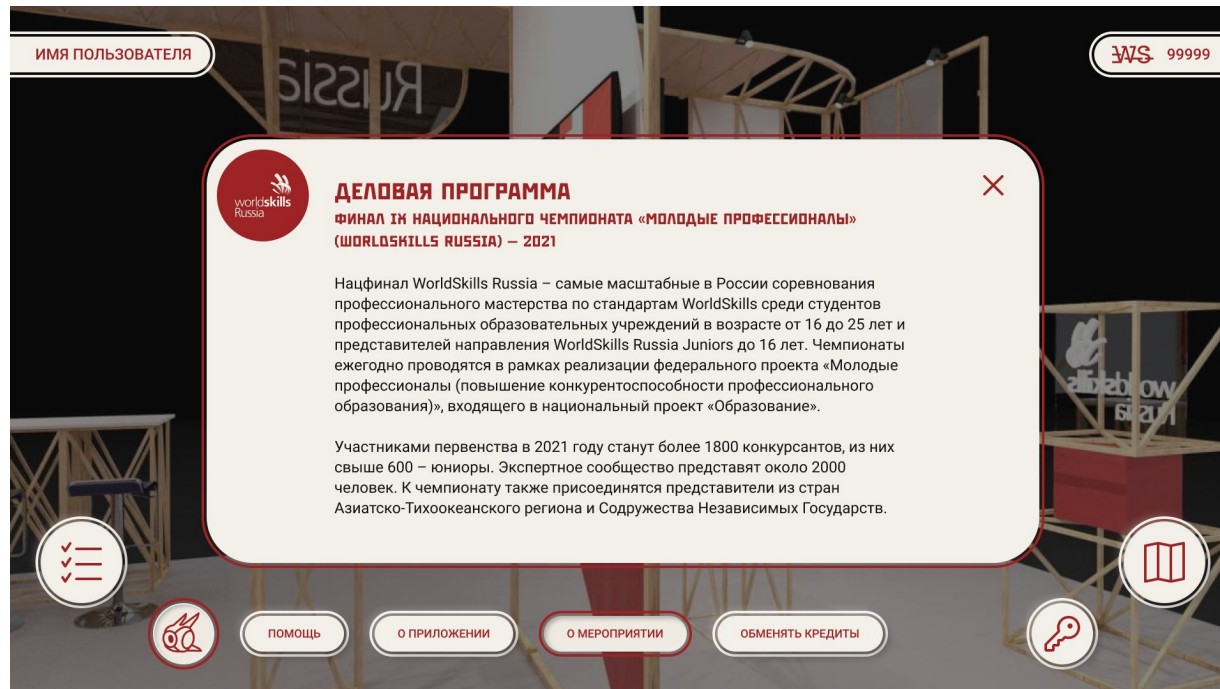 ИМЯ ПОЛЬЗОВАТЕЛЯ
WS 99999
Russia
worldskills
Russia
ДЕЛОВАЯ ПРОГРАММА
ФИНАЛ IX НАЦИОНАЛЬНОГО ЧЕМПИОНАТА «МОЛОДЫЕ ПРОФЕССИОНАЛЫ»
(WORLDSKILLS RUSSIA) – 2021
Нацфинал WorldSkills Russia – самые масштабные в России соревнования
профессионального мастерства по стандартам WorldSkills среди студентов
профессиональных образовательных учреждений в возрасте от 16 до 25 лет и
представителей направления WorldSkills Russia Juniors до 16 лет. Чемпионаты
ежегодно проводятся в рамках реализации федерального проекта «Молодые
профессионалы (повышение конкурентоспособности профессионального
образования)», входящего в национальный проект «Образование».
Участниками первенства в 2021 году станут более 1800 конкурсантов, из них
свыше 600 – юниоры. Экспертное сообщество представят около 2000
человек. К чемпионату также присоединятся представители из стран
Азиатско-Тихоокеанского региона и Содружества Независимых Государств.
worldskills
Russia
ПОМОЩЬ
О ПРИЛОЖЕНИИ
О МЕРОПРИЯТИИ
ОБМЕНЯТЬ КРЕДИТЫ